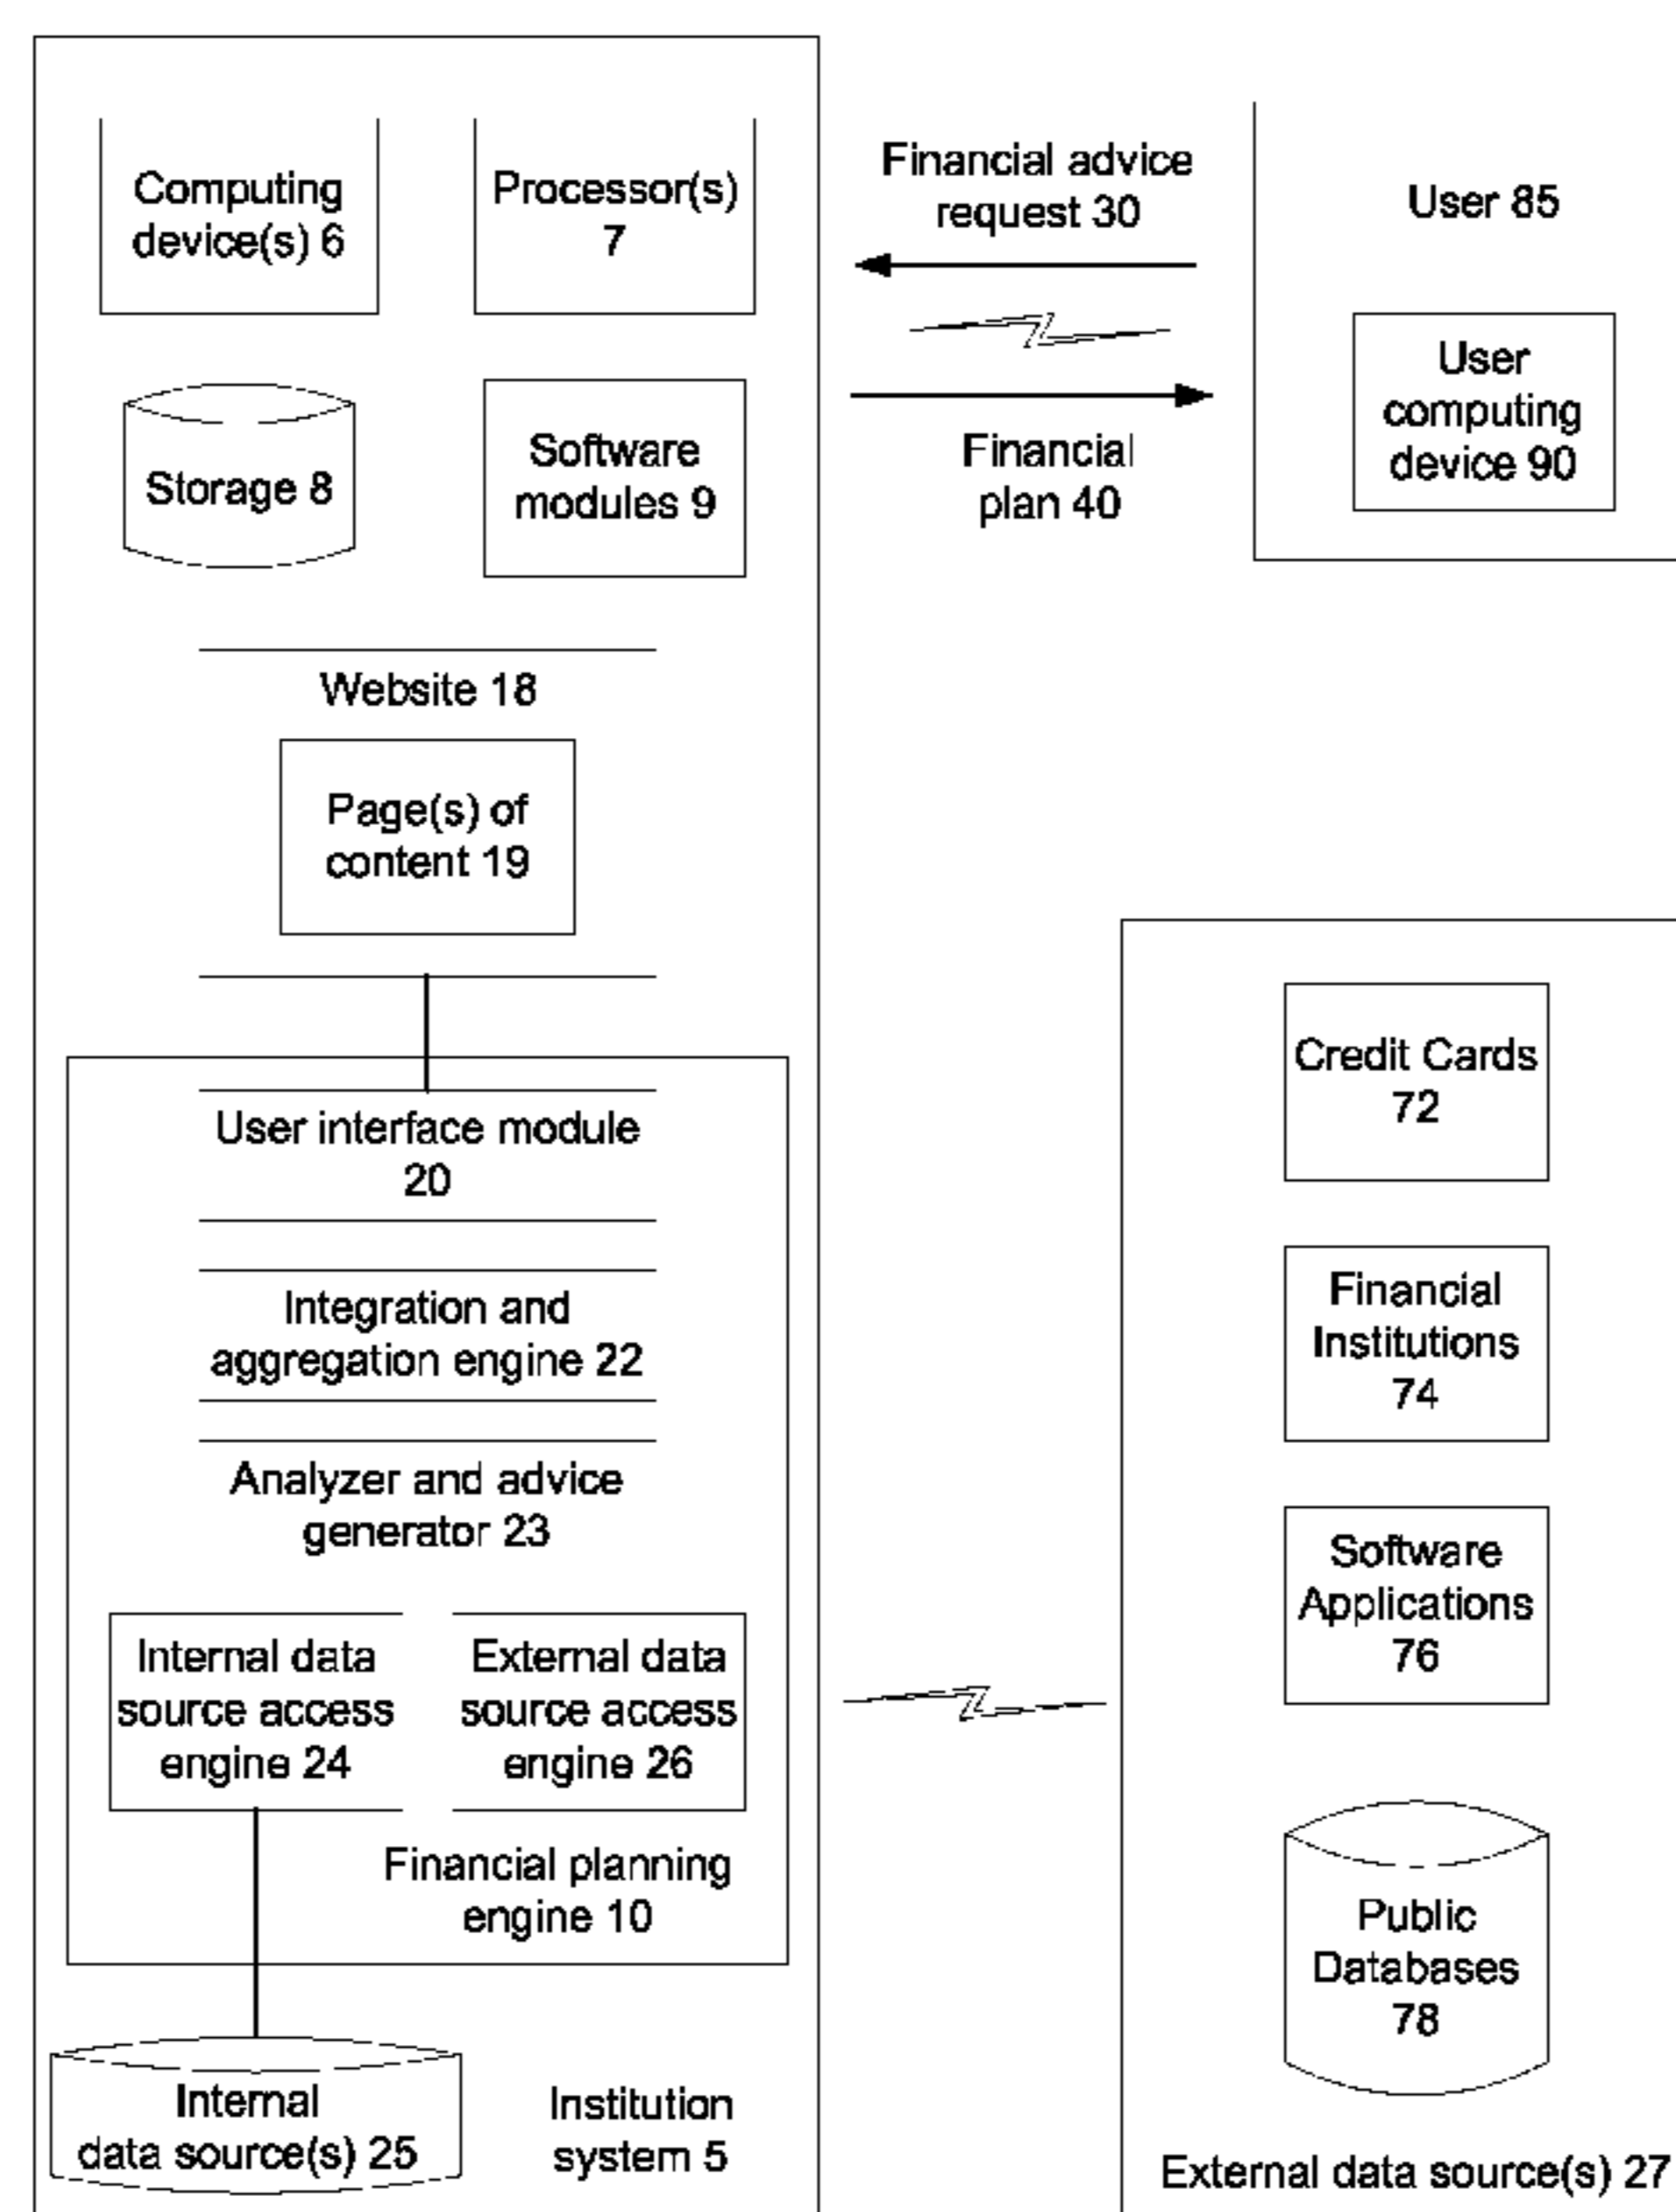 Computing
device(s) 6
Processor(s)
7
Storage 8
Software
modules 9
Website 18
Page(s) of
content 19
User interface module
20
Integration and
aggregation engine 22
Analyzer and advice
generator 23
Internal data
source access
engine 24
External data
source access
engine 26
Financial planning
engine 10
Internal
data source(s) 25
Institution
system 5
Financial advice
request 30
Financial
plan 40
User 85
User
computing
device 90
Credit Cards
72
Financial
Institutions
74
Software
Applications
76
Public
Databases
78
External data source(s) 27